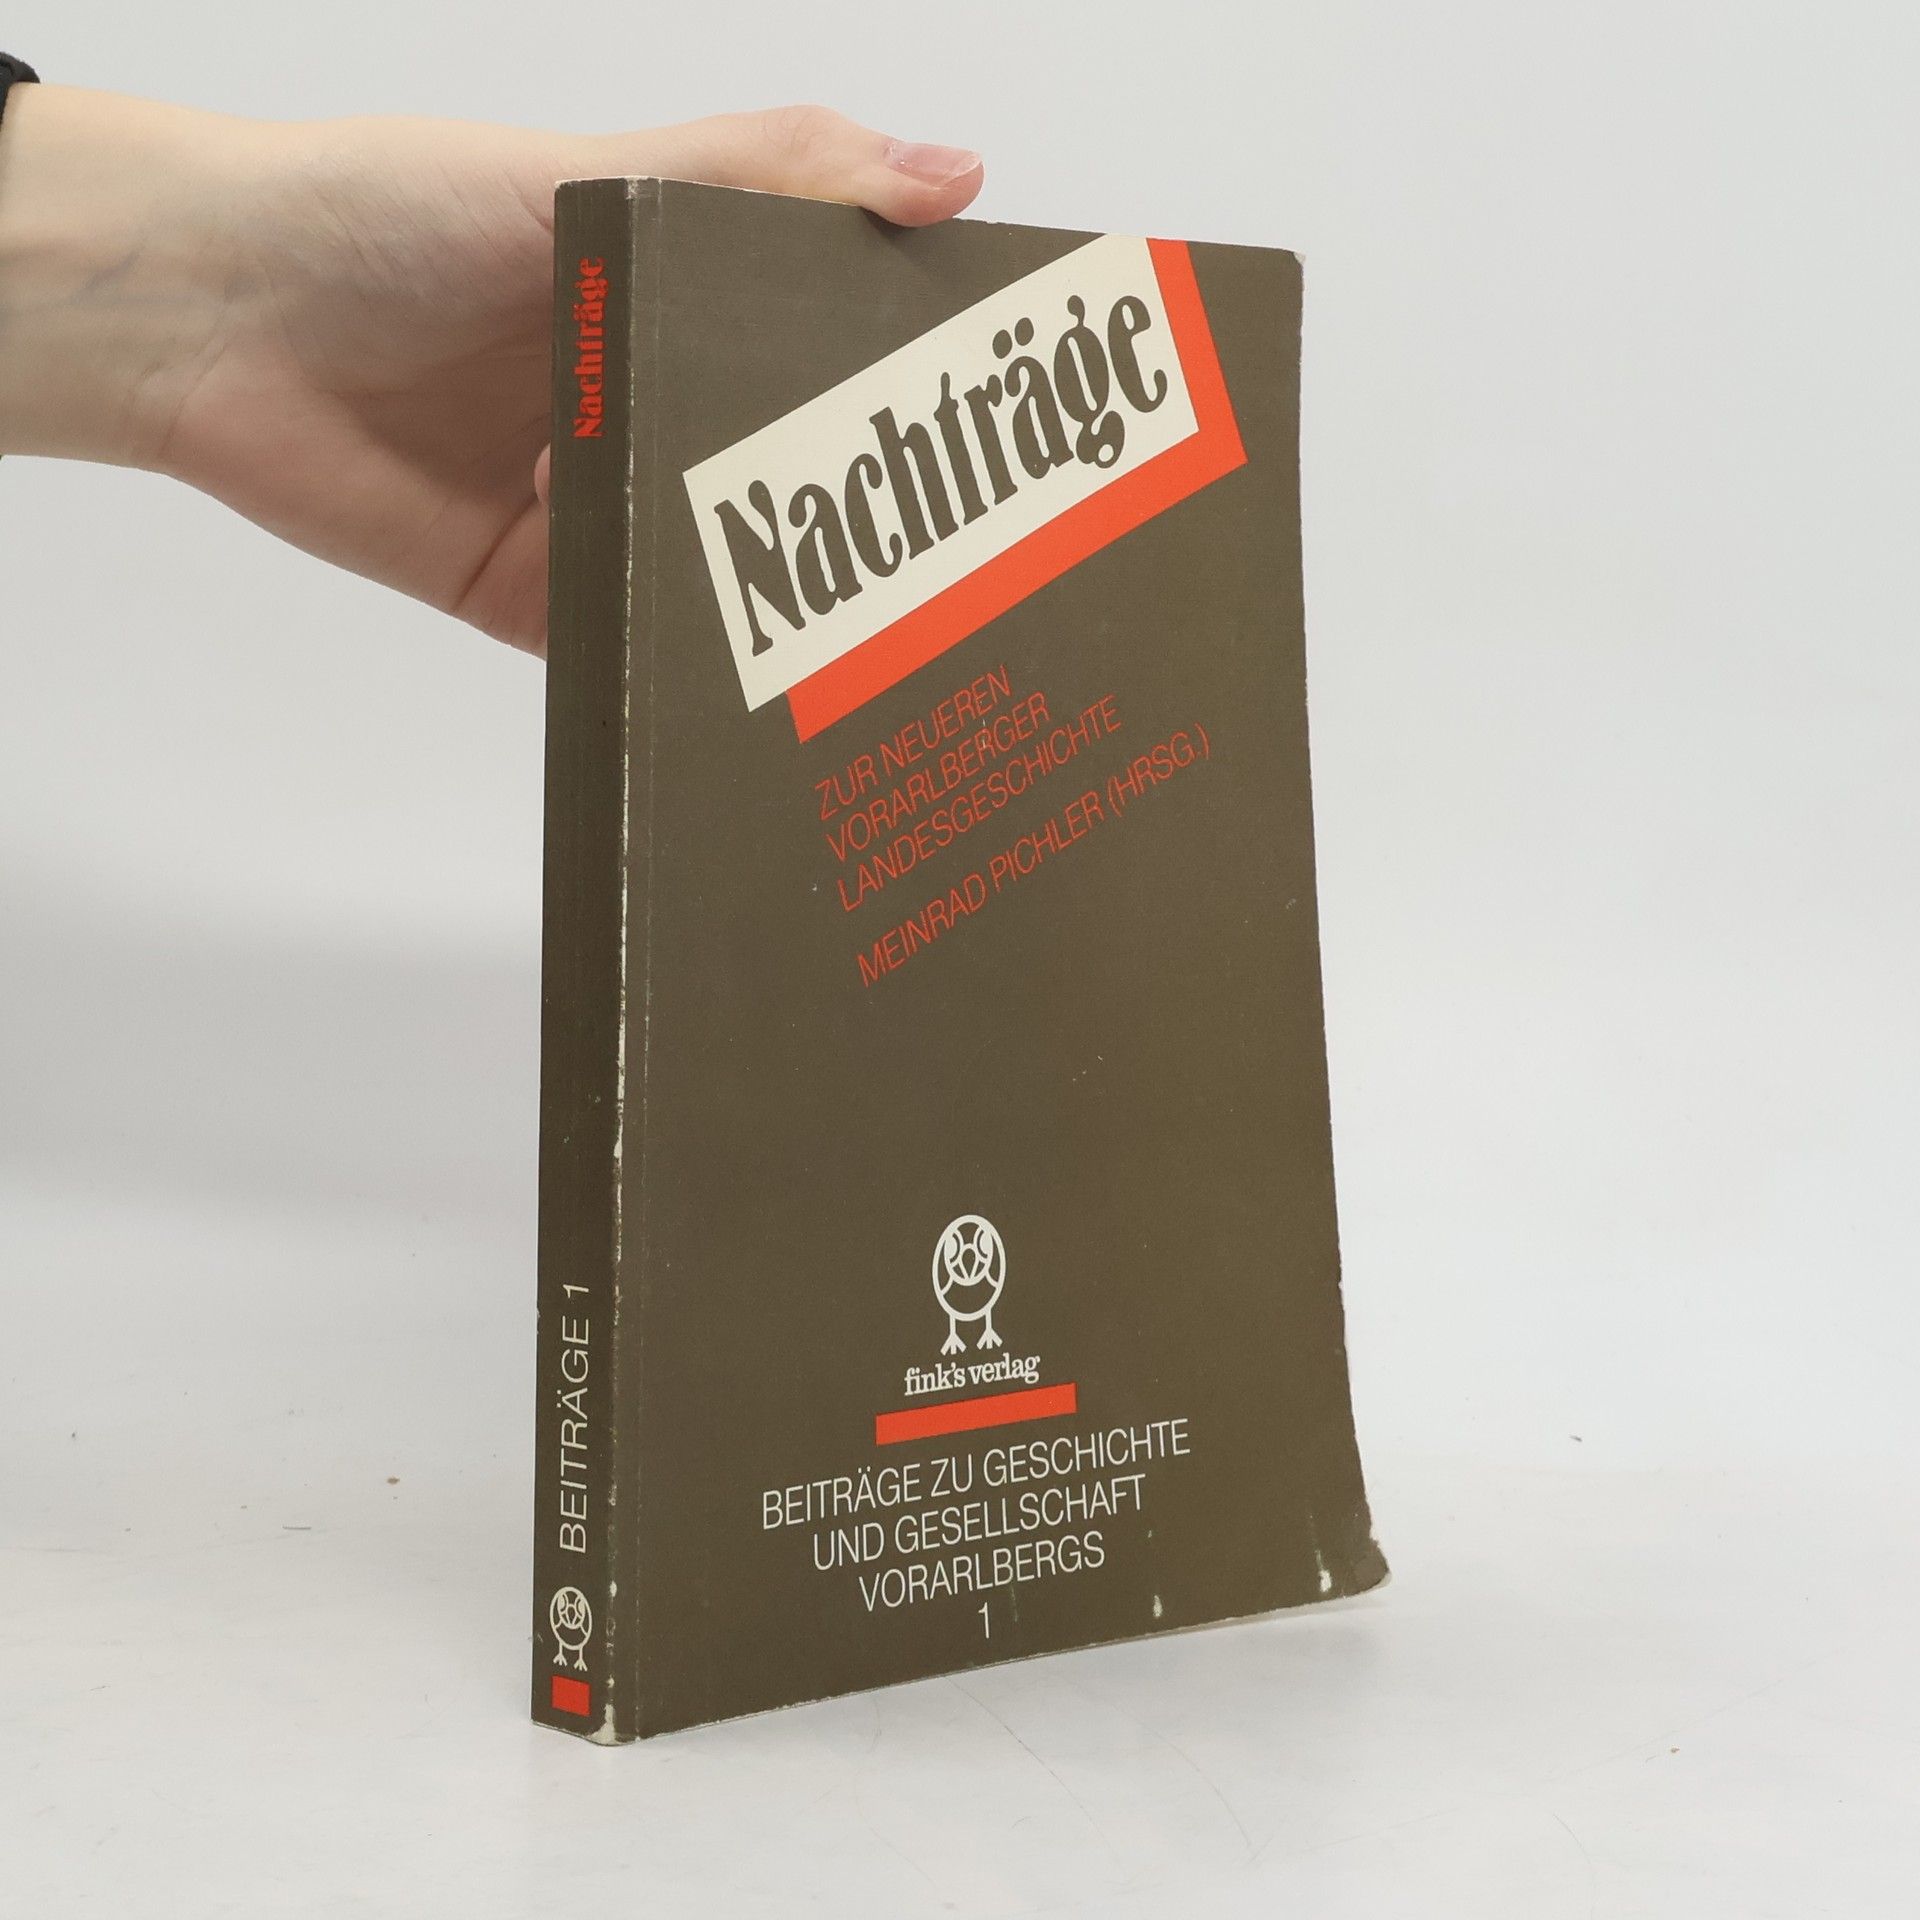 Nachträge
ZUR NEUEREN
VORARLBERGER
LANDESGESCHICHTE
MEINRAD PICHLER (HRSG.)
fink's verlag
BEITRÄGE ZU GESCHICHTE
UND GESELLSCHAFT
VORARLBERGS
1
Nachträge
BEITRÄGE 1